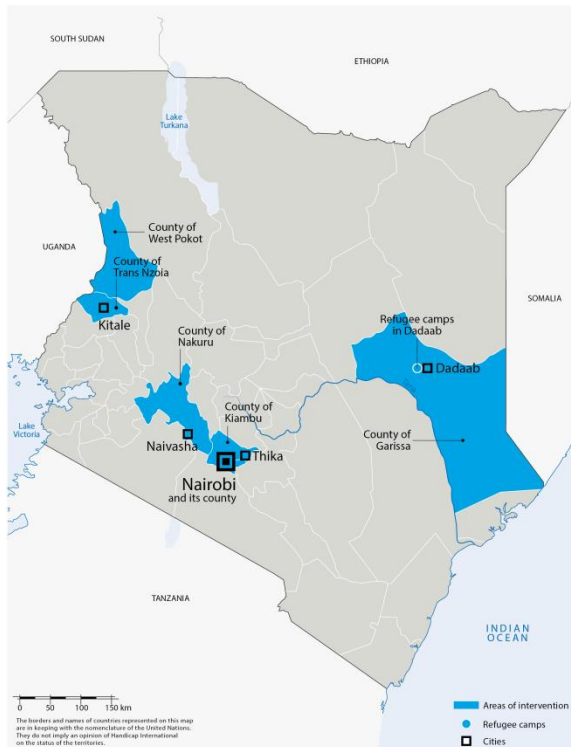 SOUTH SUDAN
ETHIOPIA
Lake
Turkana
County of
West Pokot
UGANDA
County of
Trans Nzoia
SOMALIA
Kitale
Refugee camps
in Dadaab
County of
Nakuru
Dadaab
County of
Kiambu
Lake
Victoria
County of
Garissa
Naivasha
Thika
Nairobi
and its county
TANZANIA
INDIAN
OCEAN
0 50 100 150 km
The borders and names of countries represented on this map
are in keeping with the nomenclature of the United Nations.
They do not imply an opinion of Handicap International
on the status of the territories.
Areas of intervention
Refugee camps
Cities